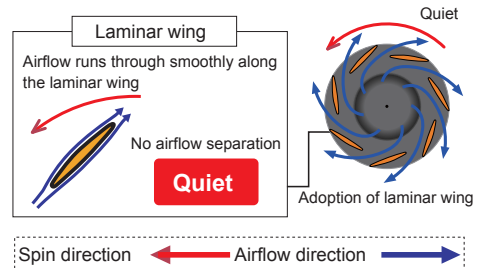 Laminar wing
Quiet
Airflow runs through smoothly along
the laminar wing
No airflow separation
Quiet
Adoption of laminar wing
Spin direction
Airflow direction